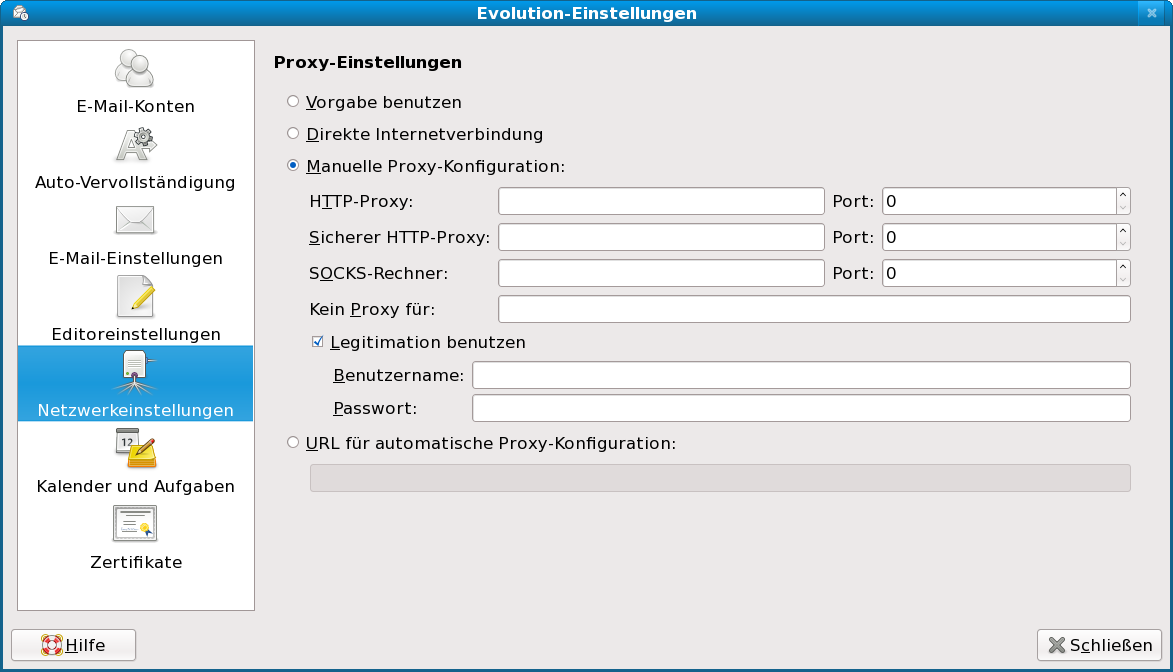 Evolution-Einstellungen
E-Mail-Konten
Auto-Vervollständigung
E-Mail-Einstellungen
Editoreinstellungen
Netzwerkeinstellungen
12
Kalender und Aufgaben
Zertifikate
Proxy-Einstellungen
Vorgabe benutzen
Direkte Internetverbindung
Manuelle Proxy-Konfiguration:
HTTP-Proxy: Port: 0
Sicherer HTTP-Proxy: Port: 0
SOCKS-Rechner: Port: 0
Kein Proxy für:
Legitimation benutzen
Benutzername:
Passwort:
URL für automatische Proxy-Konfiguration:
Hilfe
Schließen